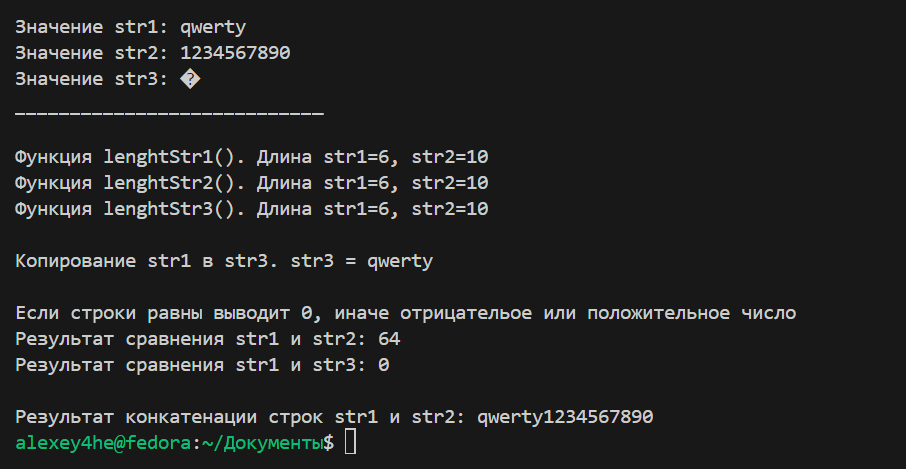 Значение str1: qwerty
Значение str2: 1234567890
Значение str3: �
____________________________
Функция lenghtStr1(). Длина str1=6, str2=10
Функция lenghtStr2(). Длина str1=6, str2=10
Функция lenghtStr3(). Длина str1=6, str2=10
Копирование str1 в str3. str3 = qwerty
Если строки равны выводит 0, иначе отрицательое или положительное число
Результат сравнения str1 и str2: 64
Результат сравнения str1 и str3: 0
Результат конкатенации строк str1 и str2: qwerty1234567890
alexey4he@fedora:~/Документы$